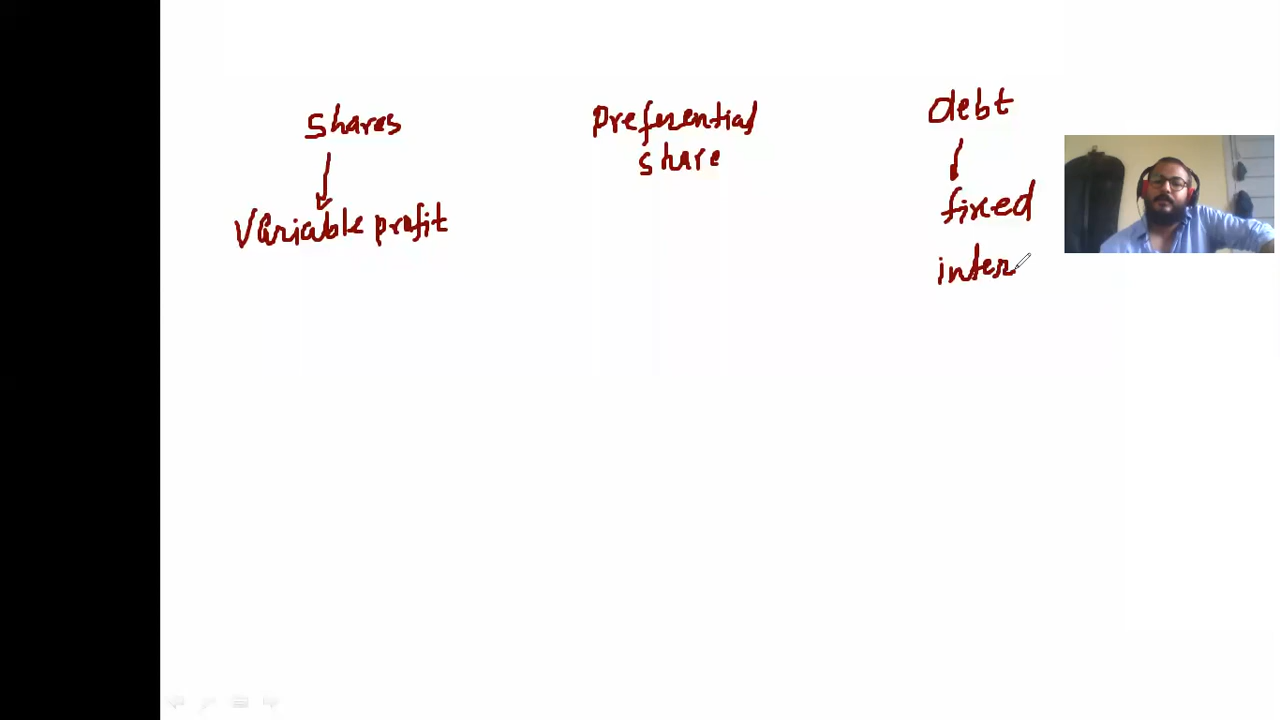 Shares
Variable profit
Preferential
share
Debt
fixed
inter